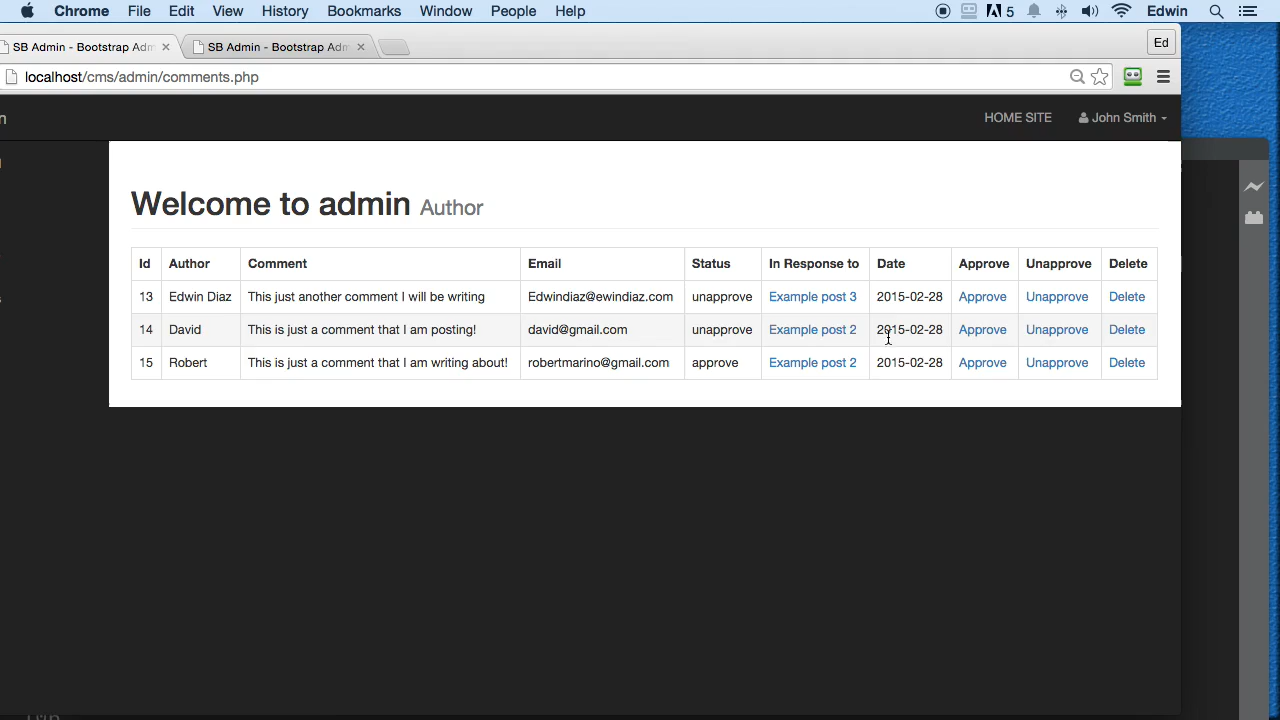 Chrome File Edit View History Bookmarks Window People Help 5 Edwin
SB Admin - Bootstrap Adm SB Admin - Bootstrap Adm Ed
localhost/cms/admin/comments.php
n HOME SITE John Smith
Welcome to admin Author
Id Author Comment Email Status In Response to Date Approve Unapprove Delete
13 Edwin Diaz This just another comment I will be writing Edwindiaz@ewindiaz.com unapprove Example post 3 2015-02-28 Approve Unapprove Delete
14 David This is just a comment that I am posting! david@gmail.com unapprove Example post 2 2015-02-28 Approve Unapprove Delete
15 Robert This is just a comment that I am writing about! robertmarino@gmail.com approve Example post 2 2015-02-28 Approve Unapprove Delete